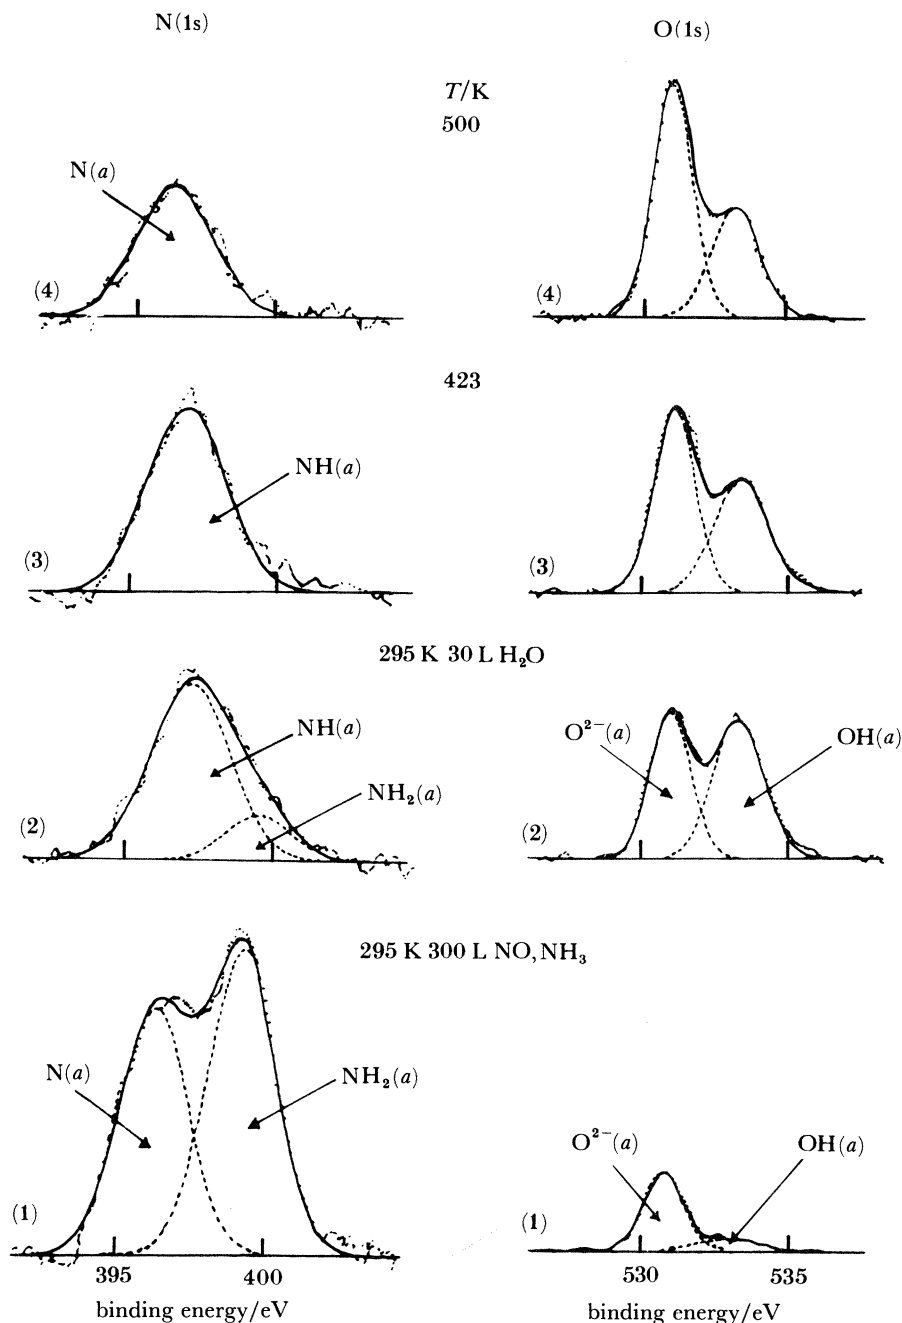 N(1s)
O(1s)
T/K
500
N(a)
(4)
(4)
423
NH(a)
(3)
(3)
295 K 30 L H₂O
NH(a)
NH₂(a)
(2)
O²⁻(a)
OH(a)
(2)
295 K 300 L NO, NH₃
N(a)
NH₂(a)
(1)
O²⁻(a)
OH(a)
(1)
395
400
530
535
binding energy/eV
binding energy/eV